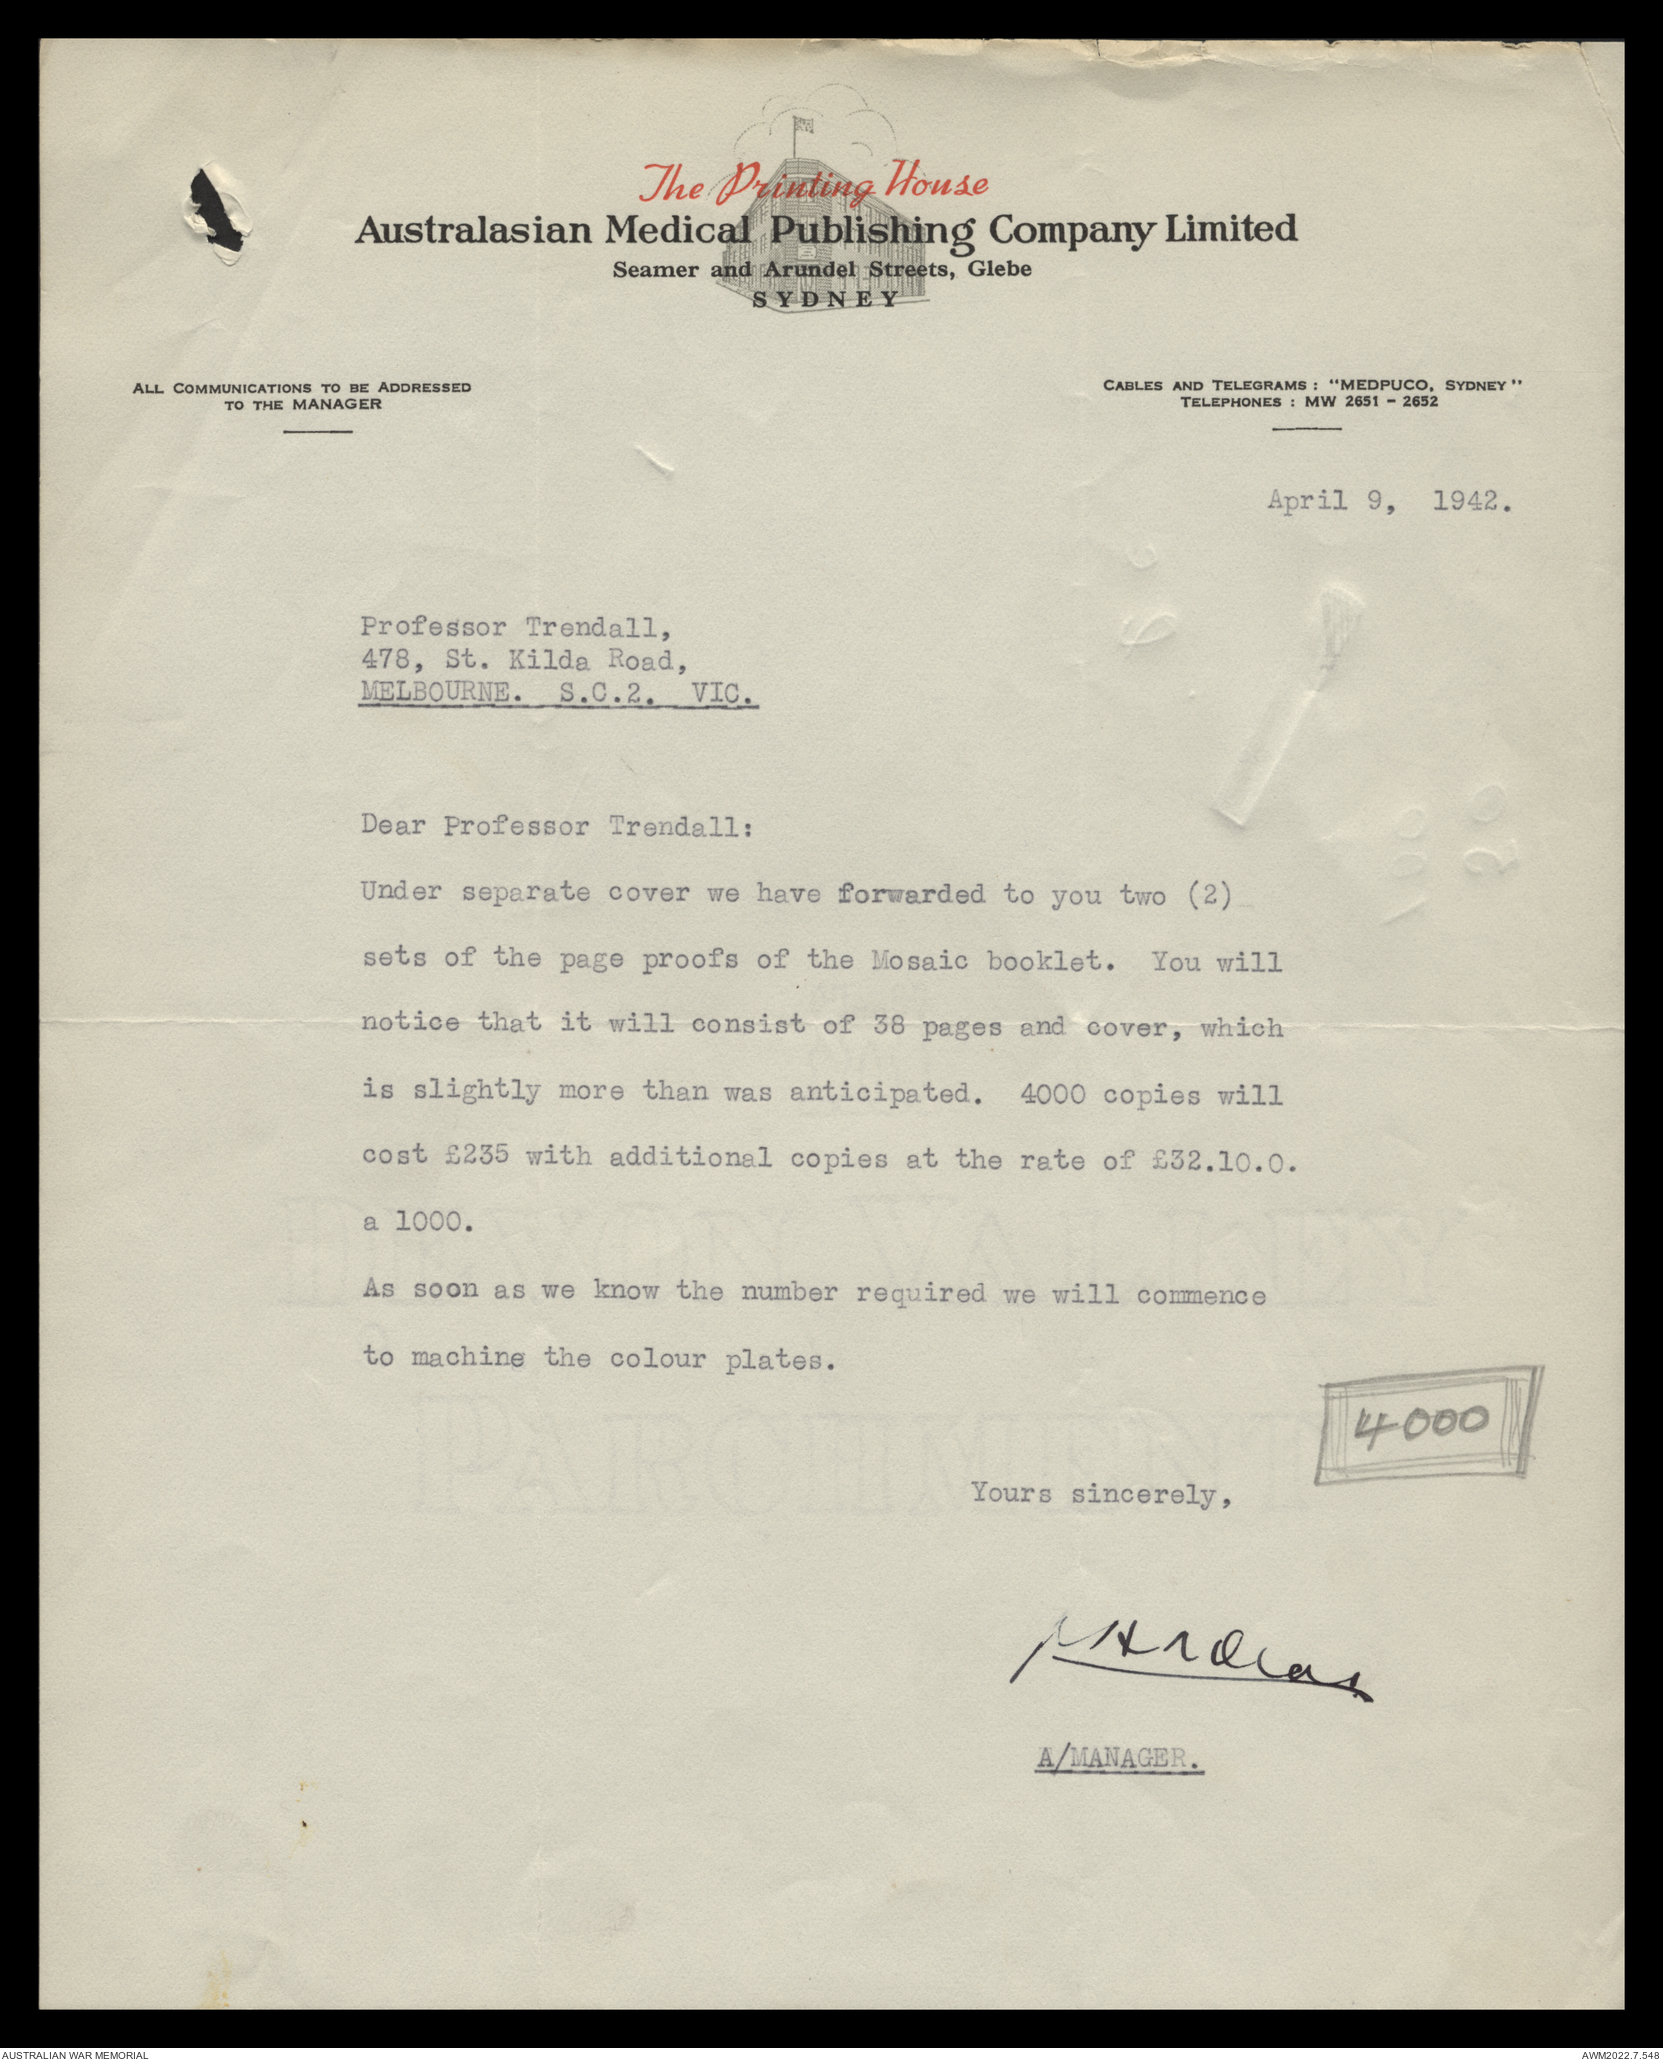 The Printing House
Australasian Medical Publishing Company Limited
Seamer and Arundel Streets, Glebe
SYDNEY
ALL COMMUNICATIONS TO BE ADDRESSED
TO THE MANAGER
CABLES AND TELEGRAMS : "MEDPUCO, SYDNEY"
TELEPHONES : MW 2651 - 2652
April 9, 1942.
Professor Trendall,
478, St. Kilda Road,
MELBOURNE. S.C.2. VIC.
Dear Professor Trendall:
Under separate cover we have forwarded to you two (2)
sets of the page proofs of the Mosaic booklet. You will
notice that it will consist of 38 pages and cover, which
is slightly more than was anticipated. 4000 copies will
cost £235 with additional copies at the rate of £32.10.0.
a 1000.
As soon as we know the number required we will commence
to machine the colour plates.
4000
Yours sincerely,
A/MANAGER.
AUSTRALIAN WAR MEMORIAL
AWM2022.7.548